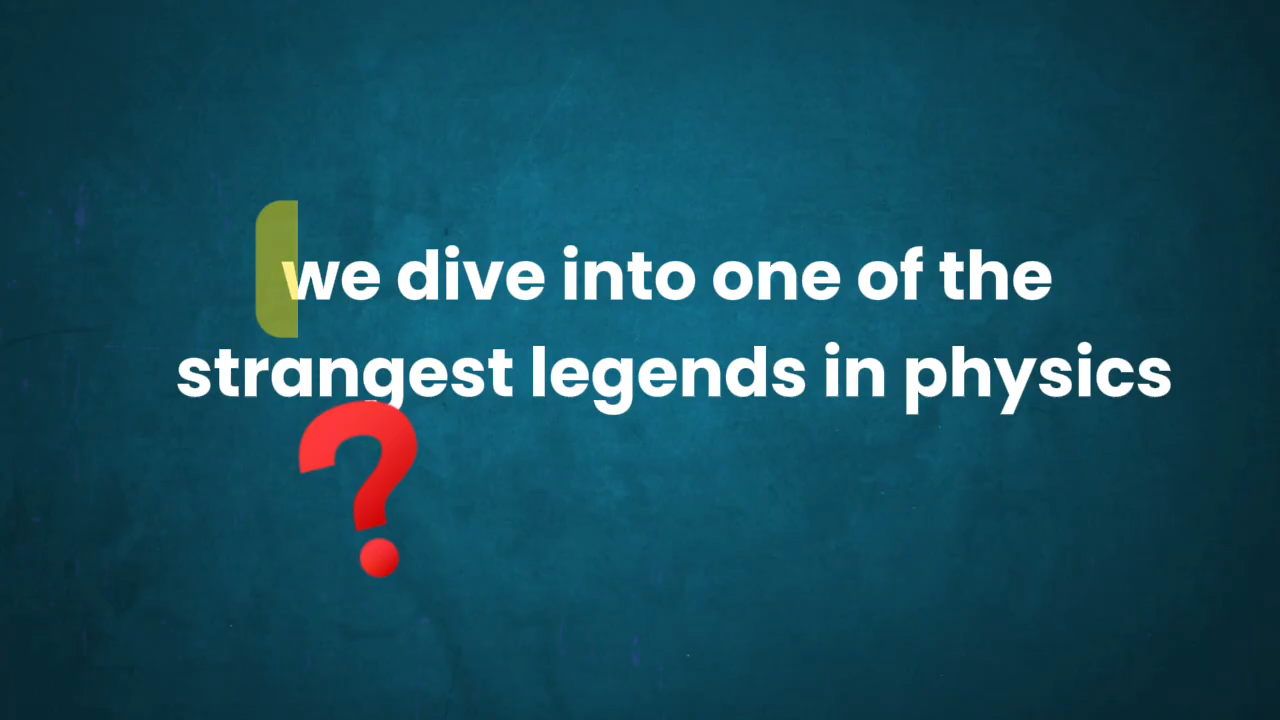 we dive into one of the
strangest legends in physics
?